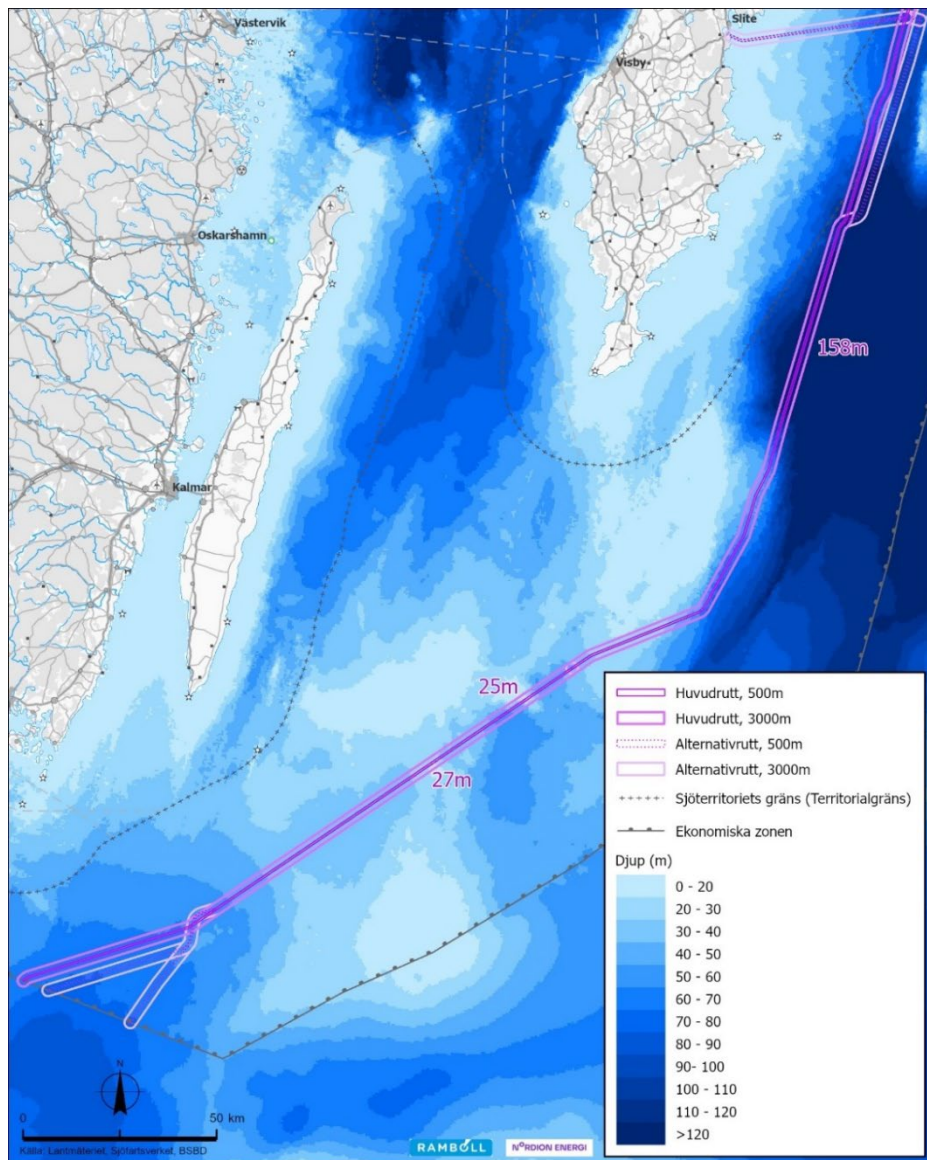 Västervik
Slite
Visby
Oskarshamn
158m
Kalmar
25m
27m
Huvudrutt, 500m
Huvudrutt, 3000m
Alternativrutt, 500m
Alternativrutt, 3000m
Sjöterritoriets gräns (Territorialgräns)
Ekonomiska zonen
Djup (m)
0 - 20
20 - 30
30 - 40
40 - 50
50 - 60
60 - 70
70 - 80
80 - 90
90- 100
100 - 110
110 - 120
>120
N
0 50 km
Källa: Lantmäteriet, Sjöfartsverket, BSBD
RAMBOLL NORDION ENERGI